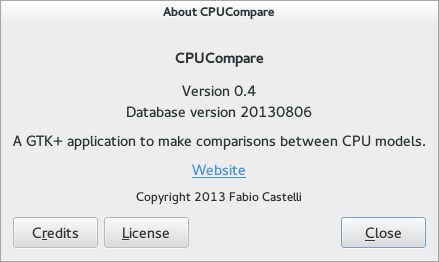 About CPUCompare
CPUCompare
Version 0.4
Database version 20130806
A GTK+ application to make comparisons between CPU models.
Website
Copyright 2013 Fabio Castelli
Credits
License
Close